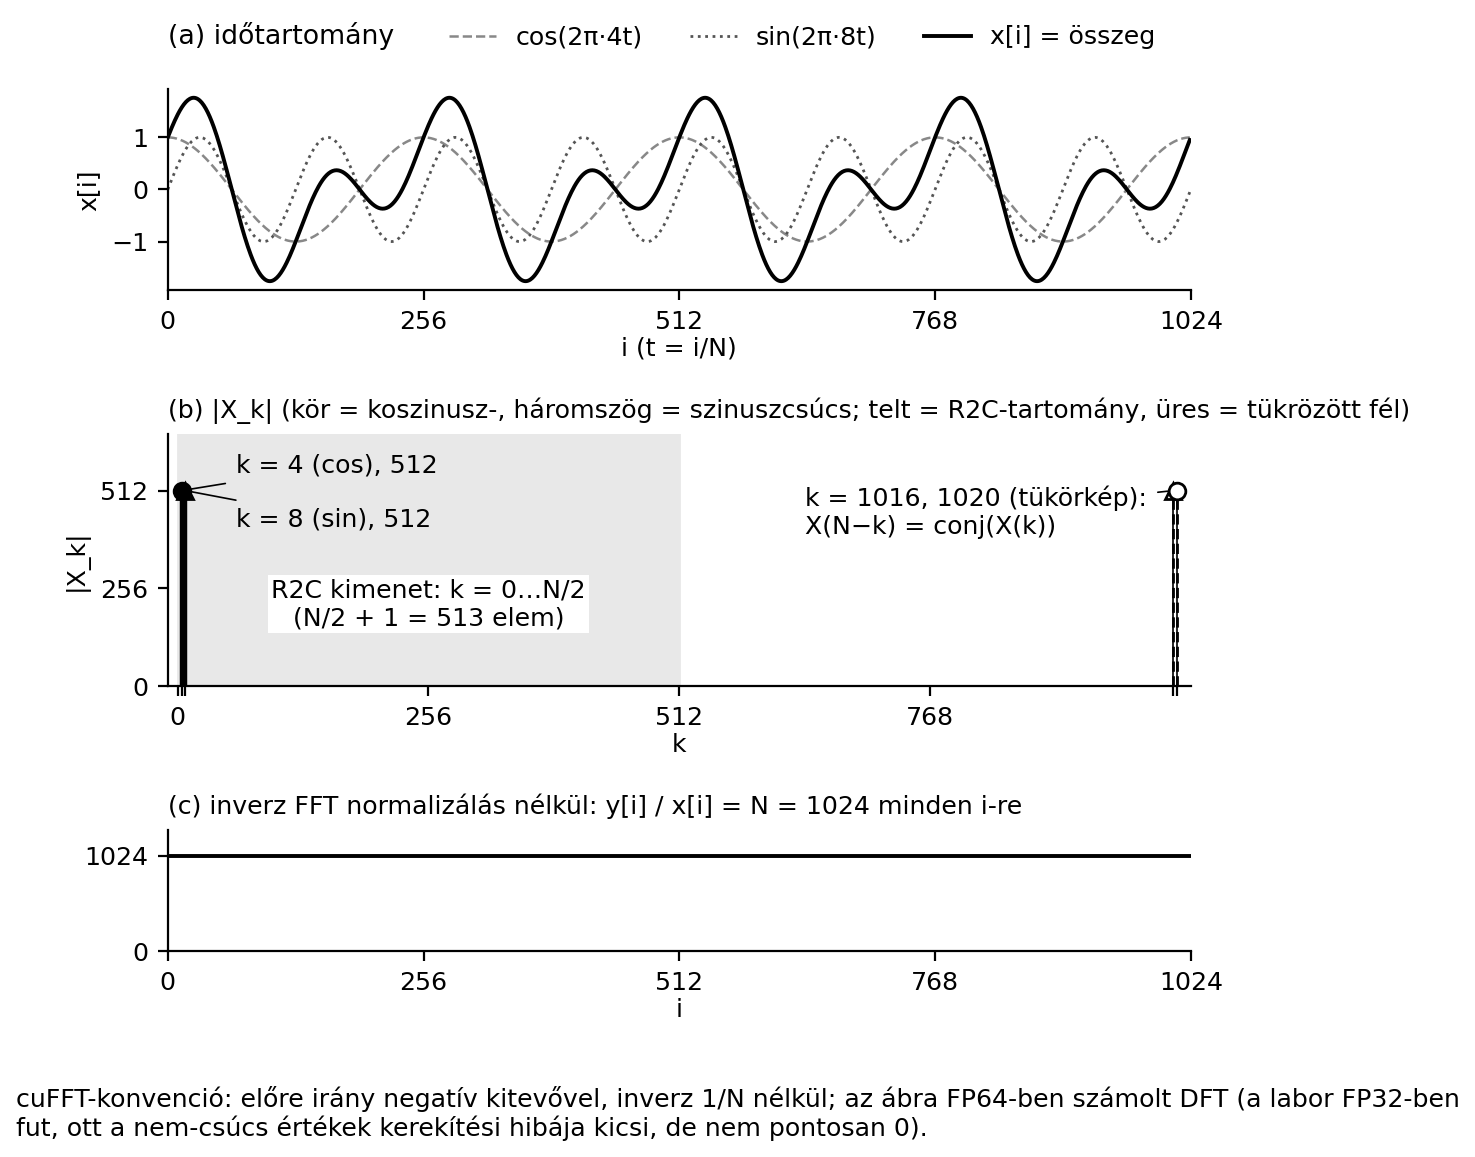 (a) időtartomány cos(2π·4t) sin(2π·8t) x[i] = összeg
x[i]
1
0
−1
0 256 512 768 1024
i (t = i/N)
(b) |X_k| (kör = koszinusz-, háromszög = szinuszcsúcs; telt = R2C-tartomány, üres = tükrözött fél)
|X_k|
512
256
0
k = 4 (cos), 512
k = 8 (sin), 512
R2C kimenet: k = 0...N/2
(N/2 + 1 = 513 elem)
k = 1016, 1020 (tükörkép):
X(N−k) = conj(X(k))
0 256 512 768
k
(c) inverz FFT normalizálás nélkül: y[i] / x[i] = N = 1024 minden i-re
1024
0
0 256 512 768 1024
i
cuFFT-konvenció: előre irány negatív kitevővel, inverz 1/N nélkül; az ábra FP64-ben számolt DFT (a labor FP32-ben
fut, ott a nem-csúcs értékek kerekítési hibája kicsi, de nem pontosan 0).